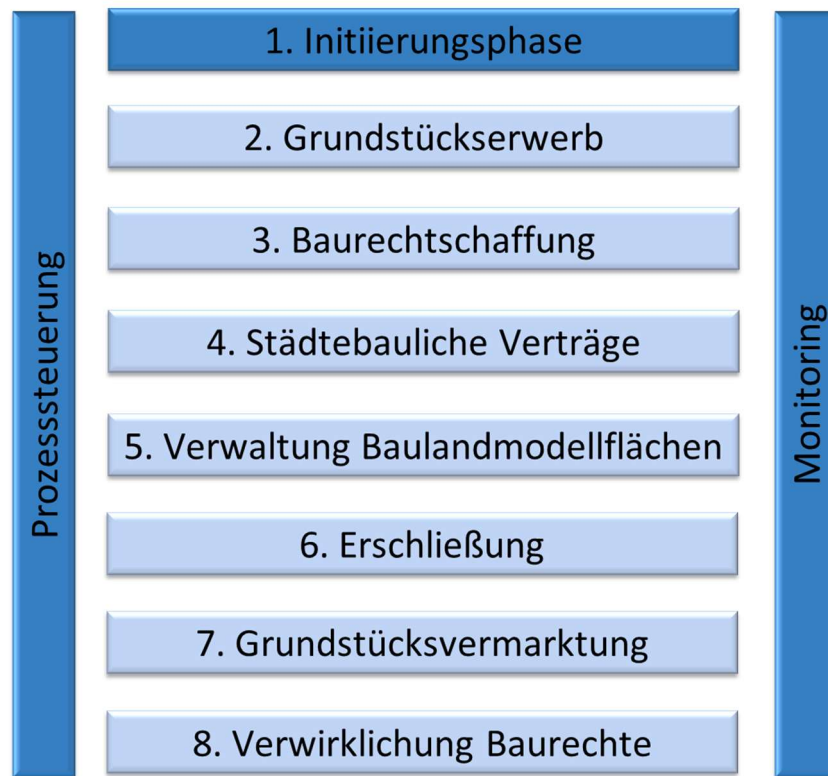 Prozesssteuerung
1. Initiierungsphase
2. Grundstückserwerb
3. Baurechtschaffung
4. Städtebauliche Verträge
5. Verwaltung Baulandmodellflächen
6. Erschließung
7. Grundstücksvermarktung
8. Verwirklichung Baurechte
Monitoring